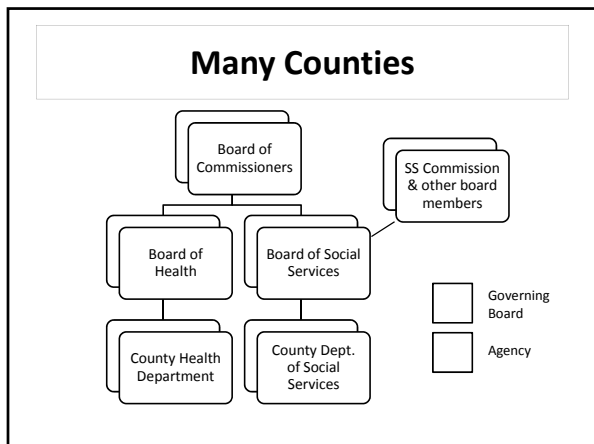 Many Counties
Board of
Commissioners
SS Commission
& other board
members
Board of
Health
Board of Social
Services
Governing
Board
Agency
County Health
Department
County Dept.
of Social
Services